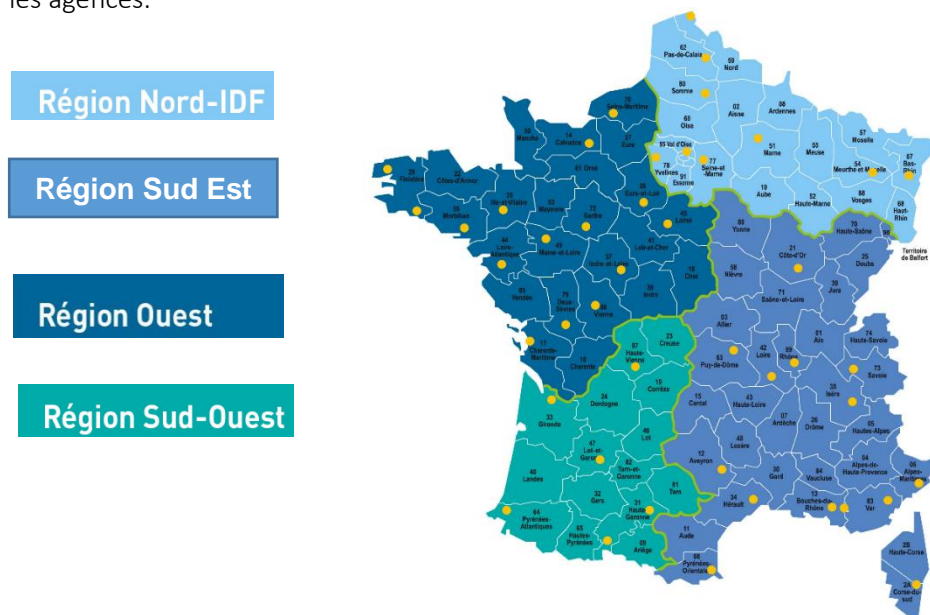 les agences.
Région Nord-IDF
Région Sud Est
Région Ouest
Région Sud-Ouest
62
Pas-de-Calais
59
Nord
80
Somme
02
Aisne
08
Ardennes
60
Oise
76
Seine-Maritime
27
Eure
50
Manche
14
Calvados
61 Orne
95 Val d'Oise
78
Yvelines
91
Essonne
77
Seine-et-Marne
51
Marne
55
Meuse
57
Moselle
54
Meurthe et Moselle
67
Bas-Rhin
88
Vosges
68
Haut-Rhin
10
Aube
52
Haute-Marne
29
Finistère
22
Côtes-d'Armor
56
Morbihan
35
Ille-et-Vilaine
53
Mayenne
72
Sarthe
28
Eure-et-Loir
45
Loiret
44
Loire-Atlantique
49
Maine-et-Loire
37
Indre-et-Loire
41
Loir-et-Cher
18
Cher
36
Indre
85
Vendée
79
Deux-Sèvres
86
Vienne
17
Charente-Maritime
16
Charente
89
Yonne
70
Haute-Saône
90
Territoire
de Belfort
21
Côte-d'Or
25
Doubs
58
Nièvre
39
Jura
71
Saône-et-Loire
03
Allier
01
Ain
74
Haute-Savoie
42
Loire
69
Rhône
63
Puy-de-Dôme
73
Savoie
38
Isère
15
Cantal
43
Haute-Loire
07
Ardèche
26
Drôme
05
Hautes-Alpes
48
Lozère
12
Aveyron
30
Gard
84
Vaucluse
04
Alpes-de-Haute-Provence
06
Alpes-Maritimes
34
Hérault
13
Bouches-du-Rhône
83
Var
11
Aude
66
Pyrénées-Orientales
2B
Haute-Corse
2A
Corse-du-sud
87
Haute-Vienne
23
Creuse
19
Corrèze
24
Dordogne
33
Gironde
46
Lot
47
Lot-et-Garonne
82
Tarn-et-Garonne
40
Landes
32
Gers
31
Haute-Garonne
81
Tarn
64
Pyrénées-Atlantiques
65
Hautes-Pyrénées
09
Ariège